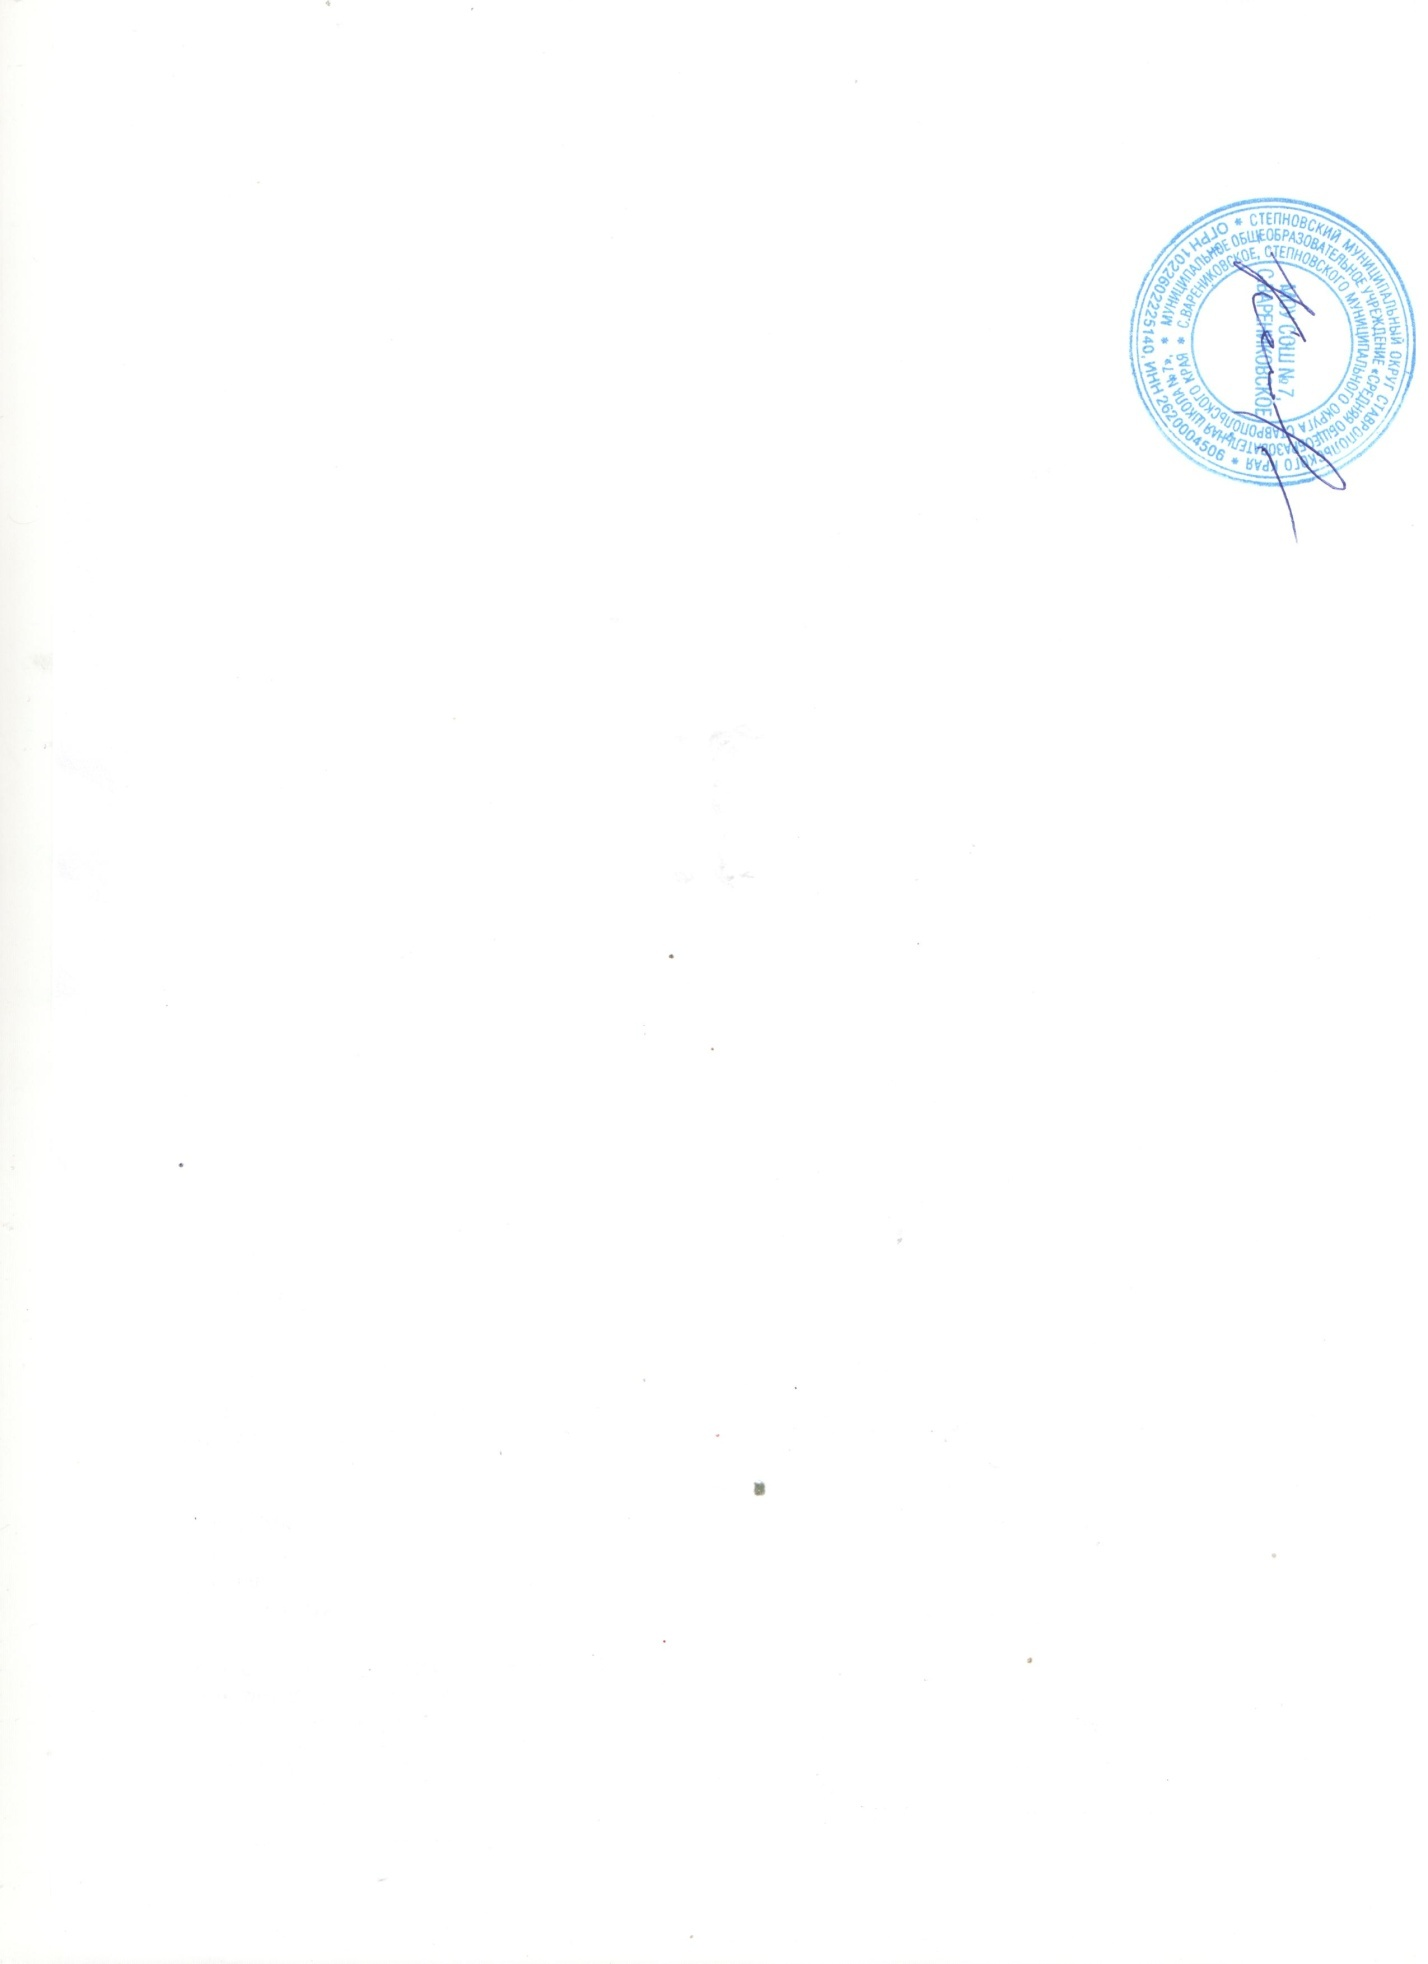 СТЕПНОВСКИЙ МУНИЦИПАЛЬНЫЙ ОКРУГ СТАВРОПОЛЬСКОГО КРАЯ *
ОГРН 1022602225140, ИНН 2620004506 *
МУНИЦИПАЛЬНОЕ ОБЩЕОБРАЗОВАТЕЛЬНОЕ УЧРЕЖДЕНИЕ «СРЕДНЯЯ ОБЩЕОБРАЗОВАТЕЛЬНАЯ ШКОЛА №7», *
С.ВАРЕНИКОВСКОЕ, СТЕПНОВСКОГО МУНИЦИПАЛЬНОГО ОКРУГА СТАВРОПОЛЬСКОГО КРАЯ *
МОУ СОШ № 7,
С.ВАРЕНИКОВСКОЕ